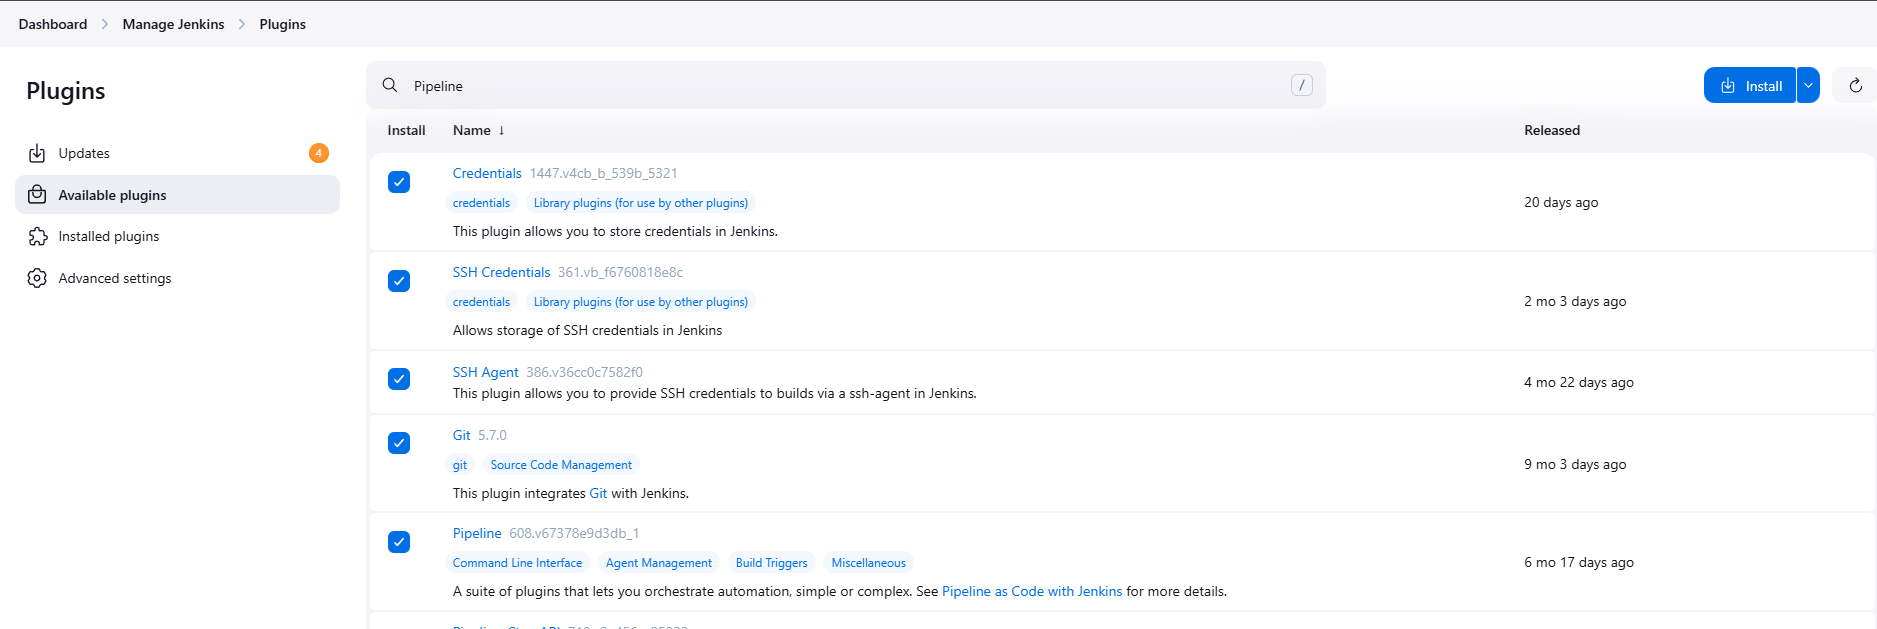 Dashboard > Manage Jenkins > Plugins
Plugins
Updates 4
Available plugins
Installed plugins
Advanced settings
Pipeline /
Install
Install Name ↓ Released
Credentials 1447.v4cb_b_539b_5321
credentials Library plugins (for use by other plugins)
This plugin allows you to store credentials in Jenkins.
20 days ago
SSH Credentials 361.vb_f6760818e8c
credentials Library plugins (for use by other plugins)
Allows storage of SSH credentials in Jenkins
2 mo 3 days ago
SSH Agent 386.v36cc0c7582f0
This plugin allows you to provide SSH credentials to builds via a ssh-agent in Jenkins.
4 mo 22 days ago
Git 5.7.0
git Source Code Management
This plugin integrates Git with Jenkins.
9 mo 3 days ago
Pipeline 608.v67378e9d3db_1
Command Line Interface Agent Management Build Triggers Miscellaneous
A suite of plugins that lets you orchestrate automation, simple or complex. See Pipeline as Code with Jenkins for more details.
6 mo 17 days ago